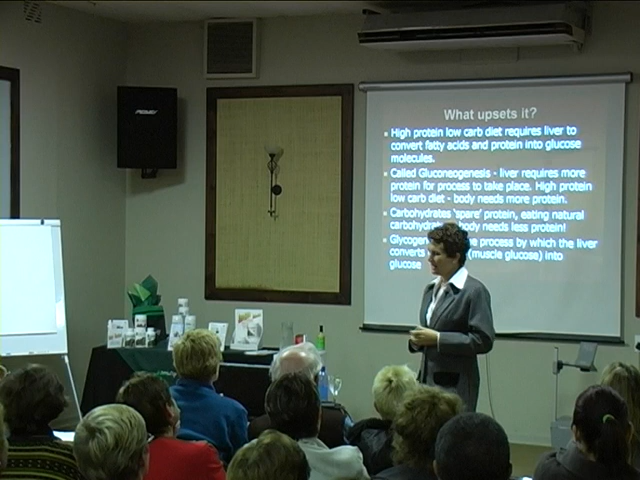 What upsets it?
High protein low carb diet requires liver to
convert fatty acids and protein into glucose
molecules.
Called Gluconeogenesis - liver requires more
protein for process to take place. High protein
low carb diet - body needs more protein.
Carbohydrates 'spare' protein, eating natural
carbohydrat body needs less protein!
Glycogen e process by which the liver
converts (muscle glucose) into
glucose